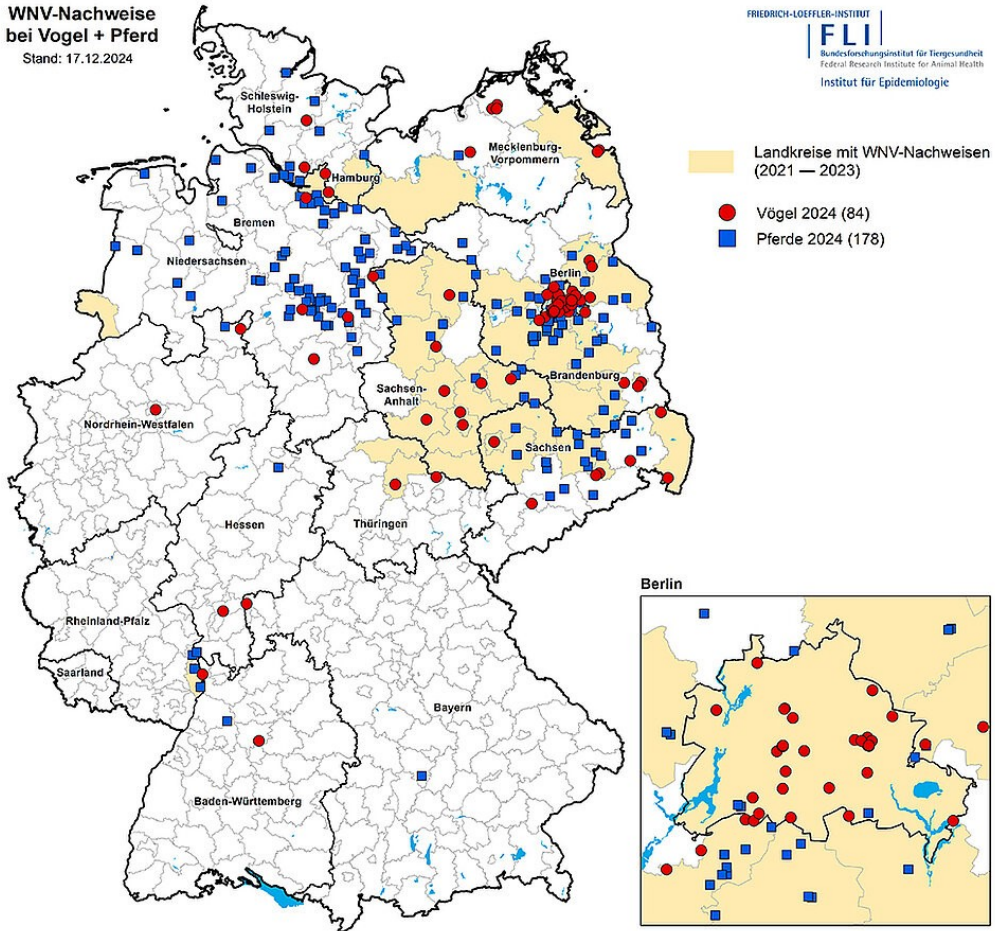 WNV-Nachweise
bei Vogel + Pferd
Stand: 17.12.2024
FRIEDRICH-LOEFFLER-INSTITUT
FLI
Bundesforschungsinstitut für Tiergesundheit
Federal Research Institute for Animal Health
Institut für Epidemiologie
Landkreise mit WNV-Nachweisen
(2021 — 2023)
Vögel 2024 (84)
Pferde 2024 (178)
Schleswig-
Holstein
Mecklenburg-
Vorpommern
Hamburg
Bremen
Niedersachsen
Berlin
Brandenburg
Sachsen-
Anhalt
Nordrhein-Westfalen
Sachsen
Hessen
Thüringen
Rheinland-Pfalz
Saarland
Bayern
Baden-Württemberg
Berlin